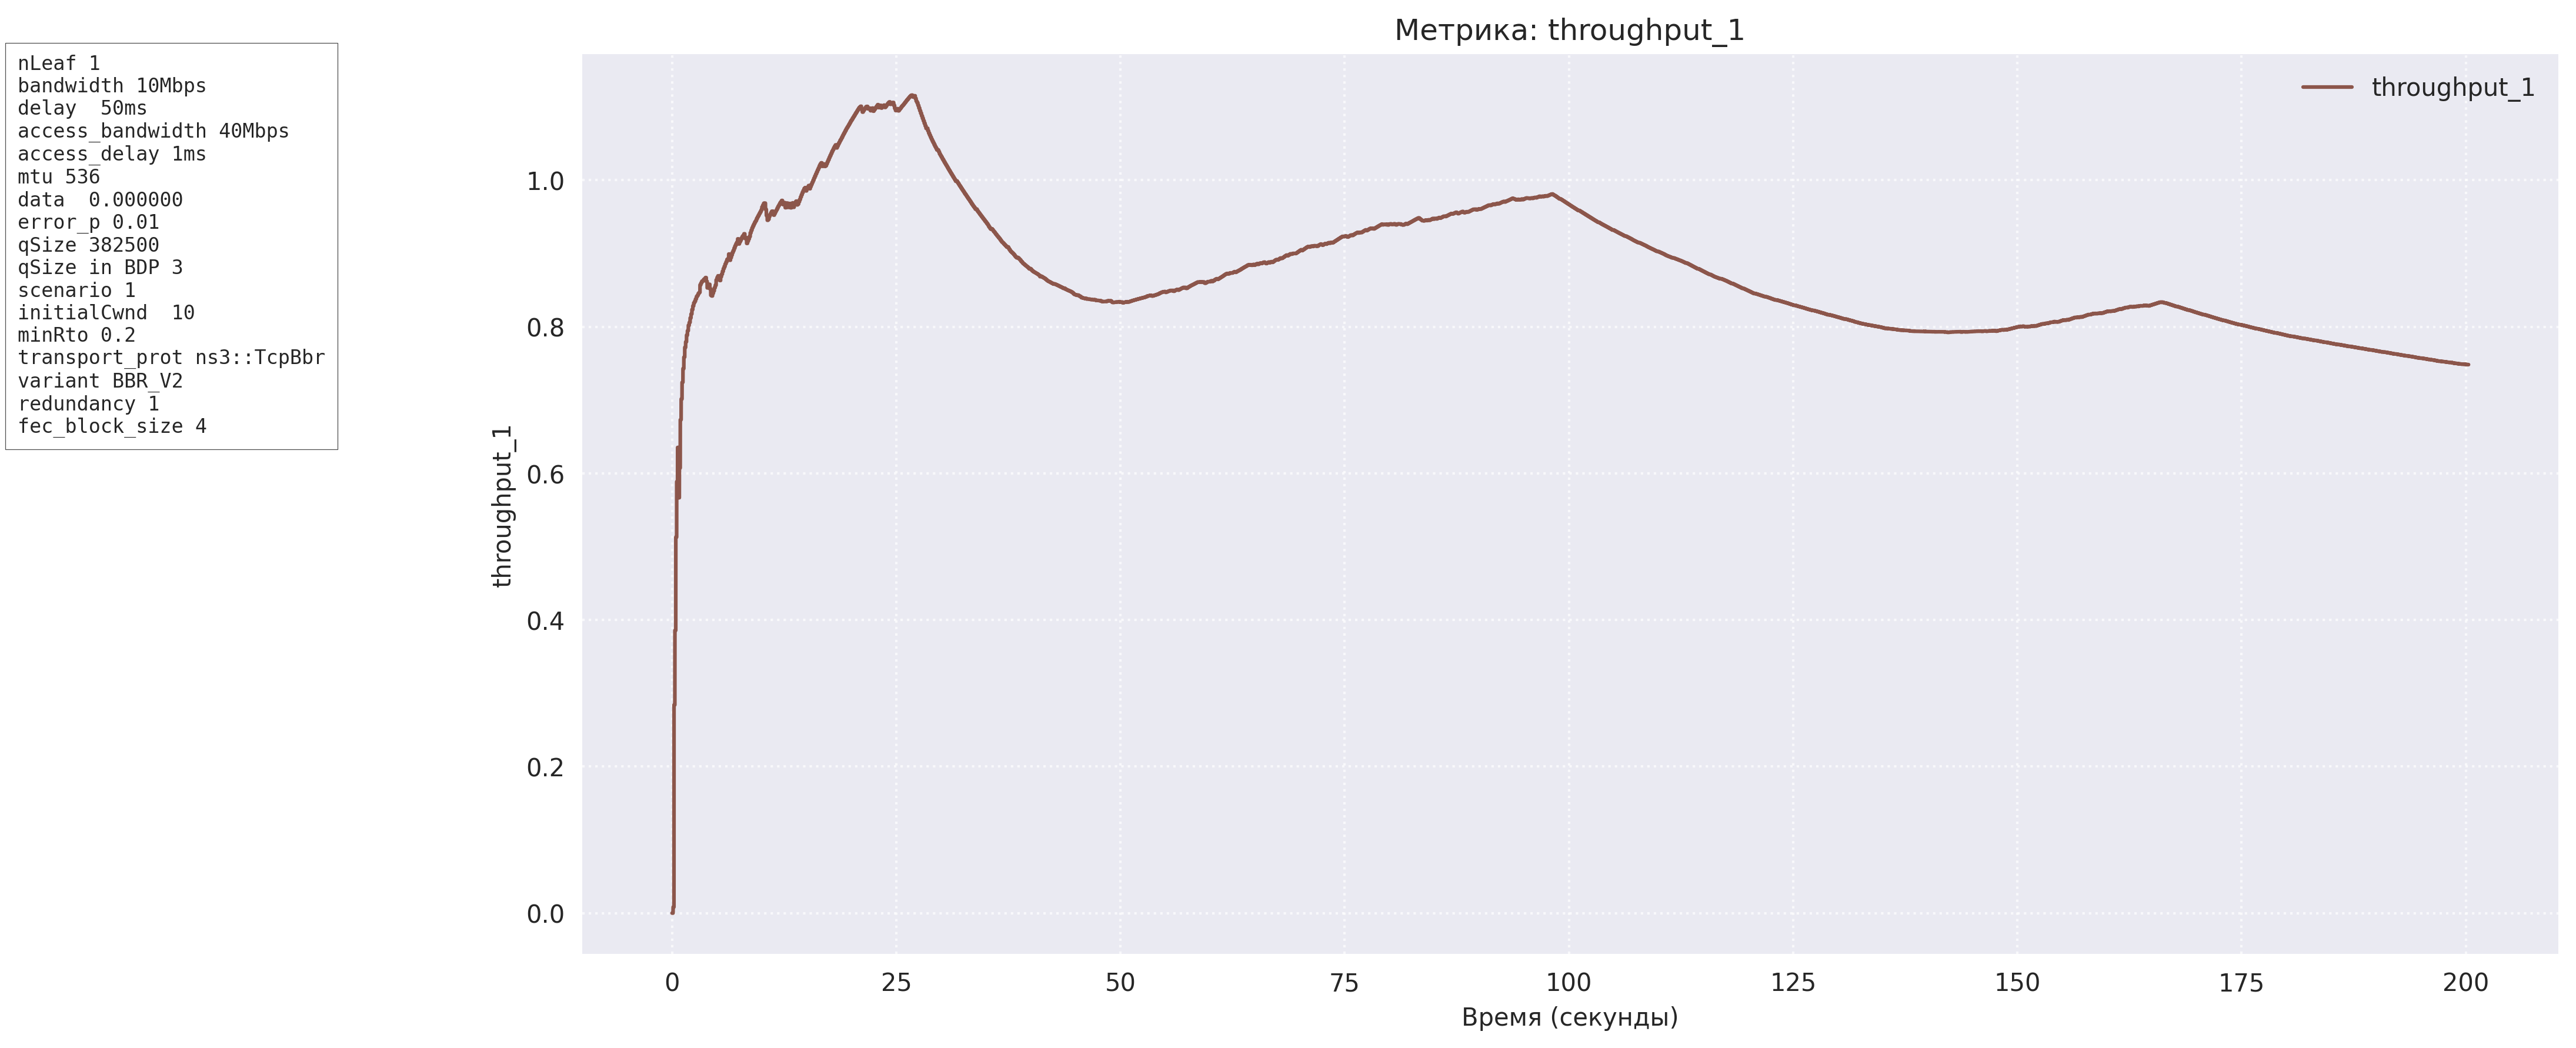 Метрика: throughput_1
nLeaf 1
bandwidth 10Mbps
delay  50ms
access_bandwidth 40Mbps
access_delay 1ms
mtu 536
data  0.000000
error_p 0.01
qSize 382500
qSize in BDP 3
scenario 1
initialCwnd  10
minRto 0.2
transport_prot ns3::TcpBbr
variant BBR_V2
redundancy 1
fec_block_size 4
throughput_1
throughput_1
1.0
0.8
0.6
0.4
0.2
0.0
0 25 50 75 100 125 150 175 200
Время (секунды)